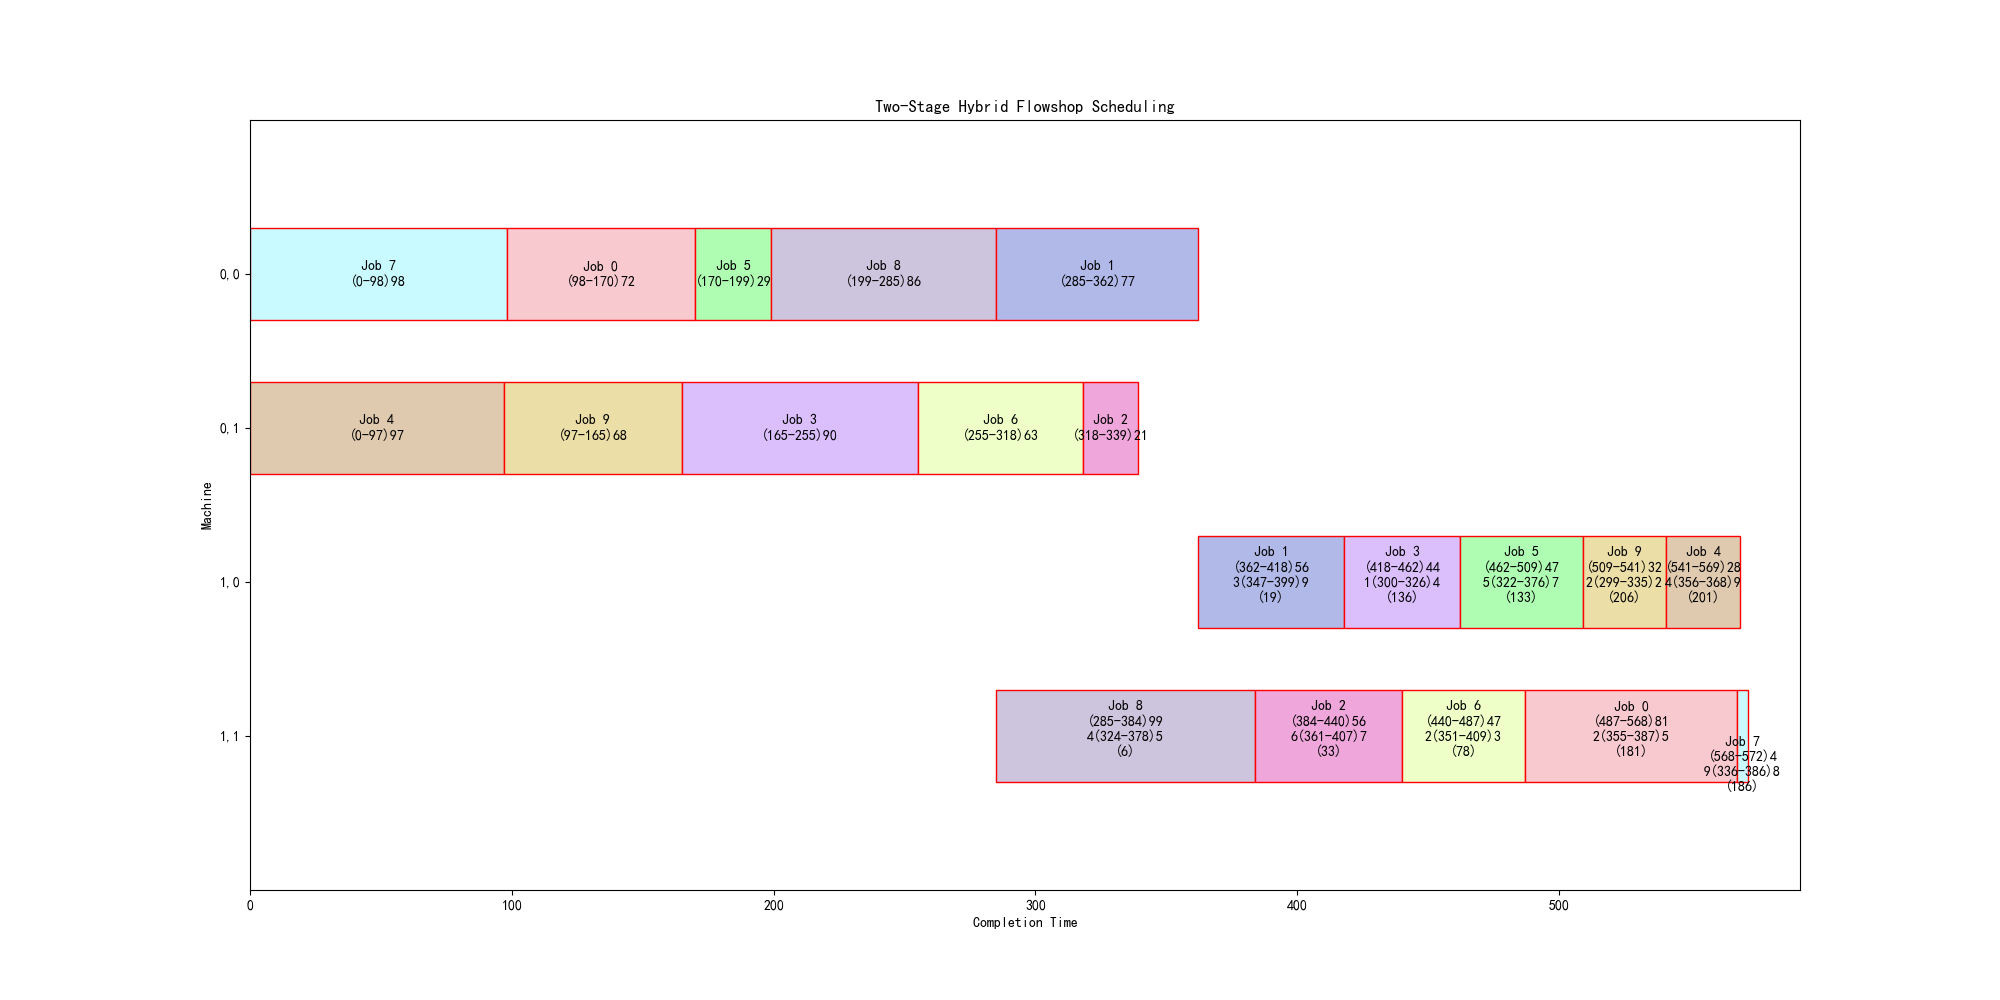 Two-Stage Hybrid Flowshop Scheduling
Machine
0,0
Job 7
(0-98)98
Job 0
(98-170)72
Job 5
(170-199)29
Job 8
(199-285)86
Job 1
(285-362)77
0,1
Job 4
(0-97)97
Job 9
(97-165)68
Job 3
(165-255)90
Job 6
(255-318)63
Job 2
(318-339)21
1,0
Job 1
(362-418)56
3(347-399)9
(19)
Job 3
(418-462)44
1(300-326)4
(136)
Job 5
(462-509)47
5(322-376)7
(133)
Job 9
(509-541)32
2(299-335)2
(206)
Job 4
(541-569)28
4(356-368)9
(201)
1,1
Job 8
(285-384)99
4(324-378)5
(6)
Job 2
(384-440)56
6(361-407)7
(33)
Job 6
(440-487)47
2(351-409)3
(78)
Job 0
(487-568)81
2(355-387)5
(181)
Job 7
(568-572)4
9(336-386)8
(186)
0
100
200
300
400
500
Completion Time